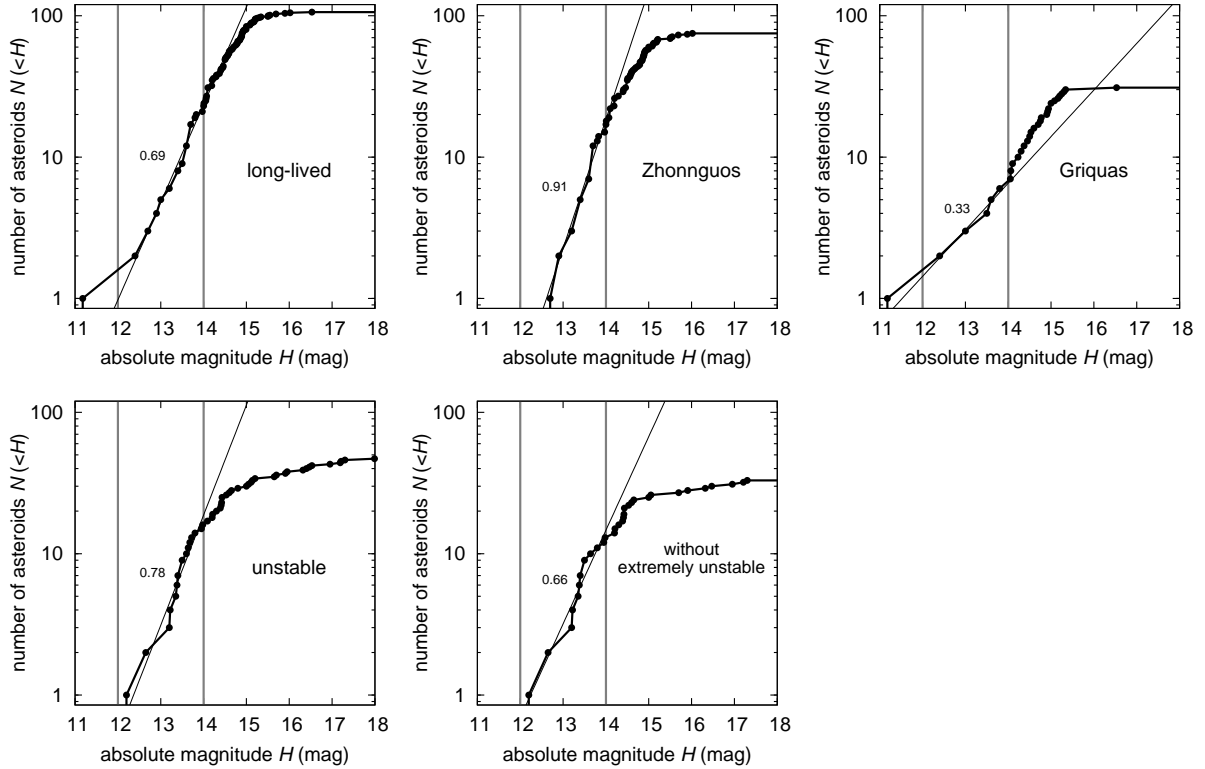 100
10
1
11 12 13 14 15 16 17 18
number of asteroids N (<H)
absolute magnitude H (mag)
0.69
long-lived
100
10
1
11 12 13 14 15 16 17 18
number of asteroids N (<H)
absolute magnitude H (mag)
0.91
Zhonnguos
100
10
1
11 12 13 14 15 16 17 18
number of asteroids N (<H)
absolute magnitude H (mag)
0.33
Griquas
100
10
1
11 12 13 14 15 16 17 18
number of asteroids N (<H)
absolute magnitude H (mag)
0.78
unstable
100
10
1
11 12 13 14 15 16 17 18
number of asteroids N (<H)
absolute magnitude H (mag)
0.66
without
extremely unstable